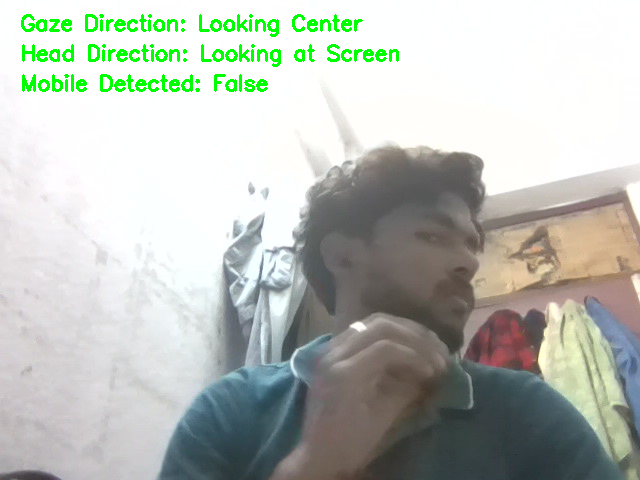 Gaze Direction: Looking Center
Head Direction: Looking at Screen
Mobile Detected: False